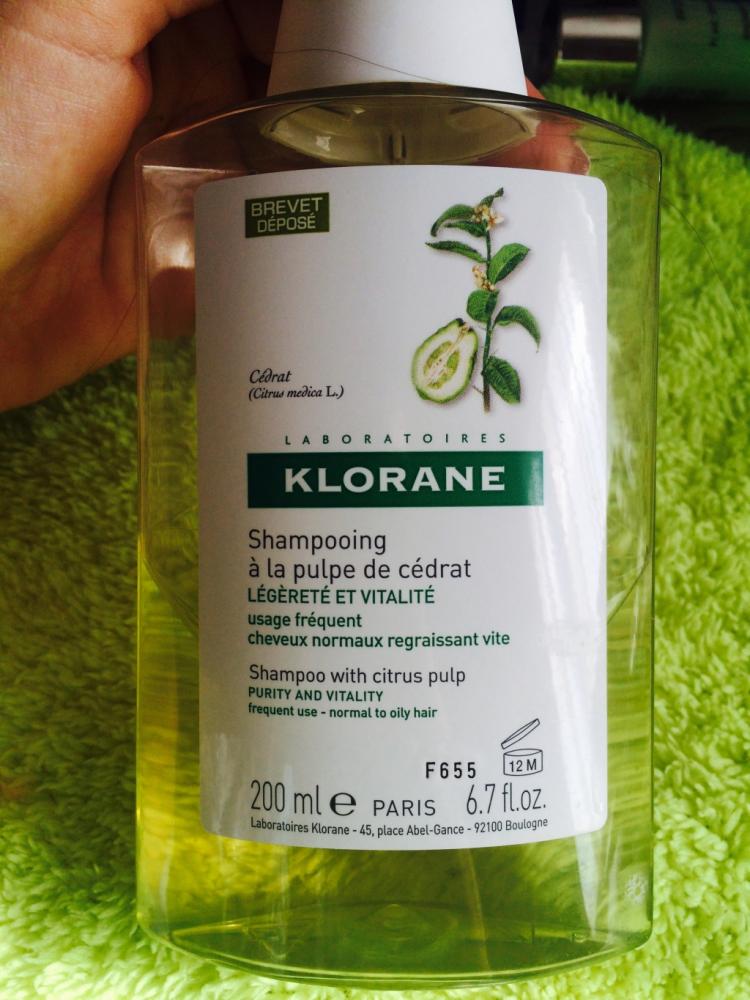 BREVET
DÉPOSÉ
Cédrat
(Citrus medica L.)
LABORATOIRES
KLORANE
Shampooing
à la pulpe de cédrat
LÉGÈRETÉ ET VITALITÉ
usage fréquent
cheveux normaux regraissant vite
Shampoo with citrus pulp
PURITY AND VITALITY
frequent use - normal to oily hair
F655
12 M
200 ml e PARIS 6.7 fl.oz.
Laboratoires Klorane - 45, place Abel-Gance - 92100 Boulogne